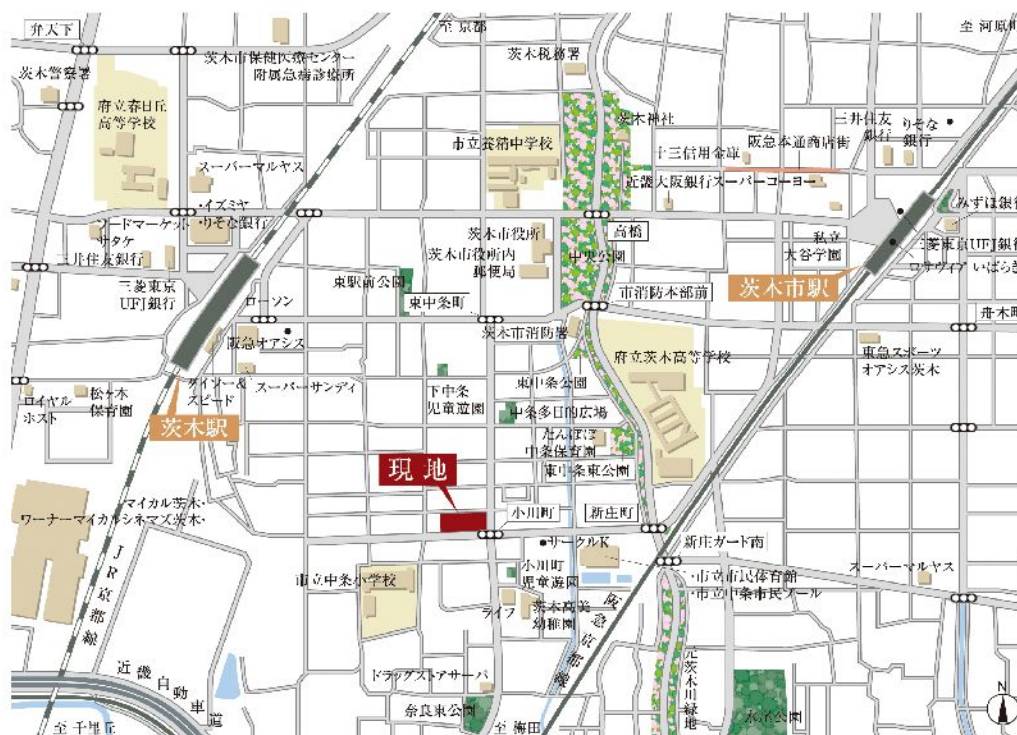 弁天下
至 京都
至 河原町
茨木市保健医療センター
附属急病診療所
茨木税務署
茨木警察署
府立春日丘
高等学校
茨木神社
三井住友
銀行
りそな
銀行
阪急本通商店街
十三信用金庫
市立養精中学校
スーパーマルヤス
近畿大阪銀行
スーパーコーヨー
・イズミヤ
・りそな銀行
フードマーケット
サタケ
三井住友銀行
みずほ銀行
茨木市役所
茨木市役所内
郵便局
高橋
中央公園
私立
大谷学園
三菱東京UFJ銀行
ロサヴィアいばらき
三菱東京
UFJ銀行
東駅前公園
東中条町
市消防本部前
茨木市駅
舟木町
ローソン
茨木市消防署
府立茨木高等学校
阪急オアシス
東急スポーツ
オアシス茨木
ダイソー&
スピード
スーパーサンディ
下中条
児童遊園
東中条公園
ロイヤル
ホスト
松ヶ本
保育園
茨木駅
中条多目的広場
たんぽぽ
中条保育園
東中条東公園
現地
マイカル茨木・
ワーナーマイカルシネマズ茨木・
小川町
新庄町
サークルK
新庄ガード南
JR京都線
市立中条小学校
小川町
児童遊園
・市立市民体育館
・市立中条市民プール
スーパーマルヤス
ライフ
茨木高美
幼稚園
阪急京都線
元茨木川緑地
近畿自動車道
ドラッグストアサーバ
奈良東公園
水尾公園
至 千里丘
至 梅田
N